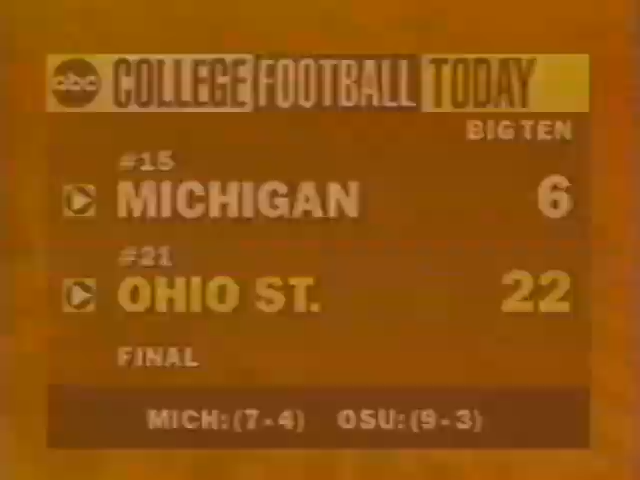 abc COLLEGE FOOTBALL TODAY
BIG TEN
#15
MICHIGAN 6
#21
OHIO ST. 22
FINAL
MICH:(7-4) OSU:(9-3)